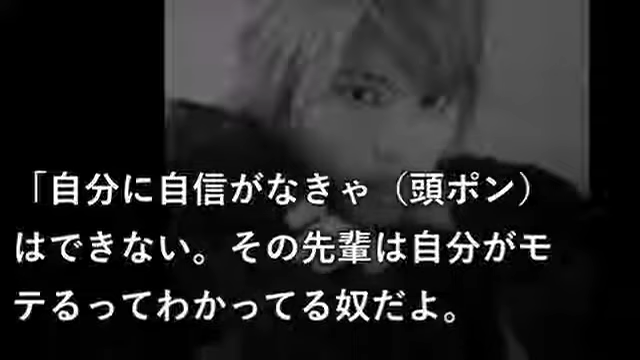 「自分に自信がなきゃ（頭ポン）
はできない。その先輩は自分がモ
テるってわかってる奴だよ。